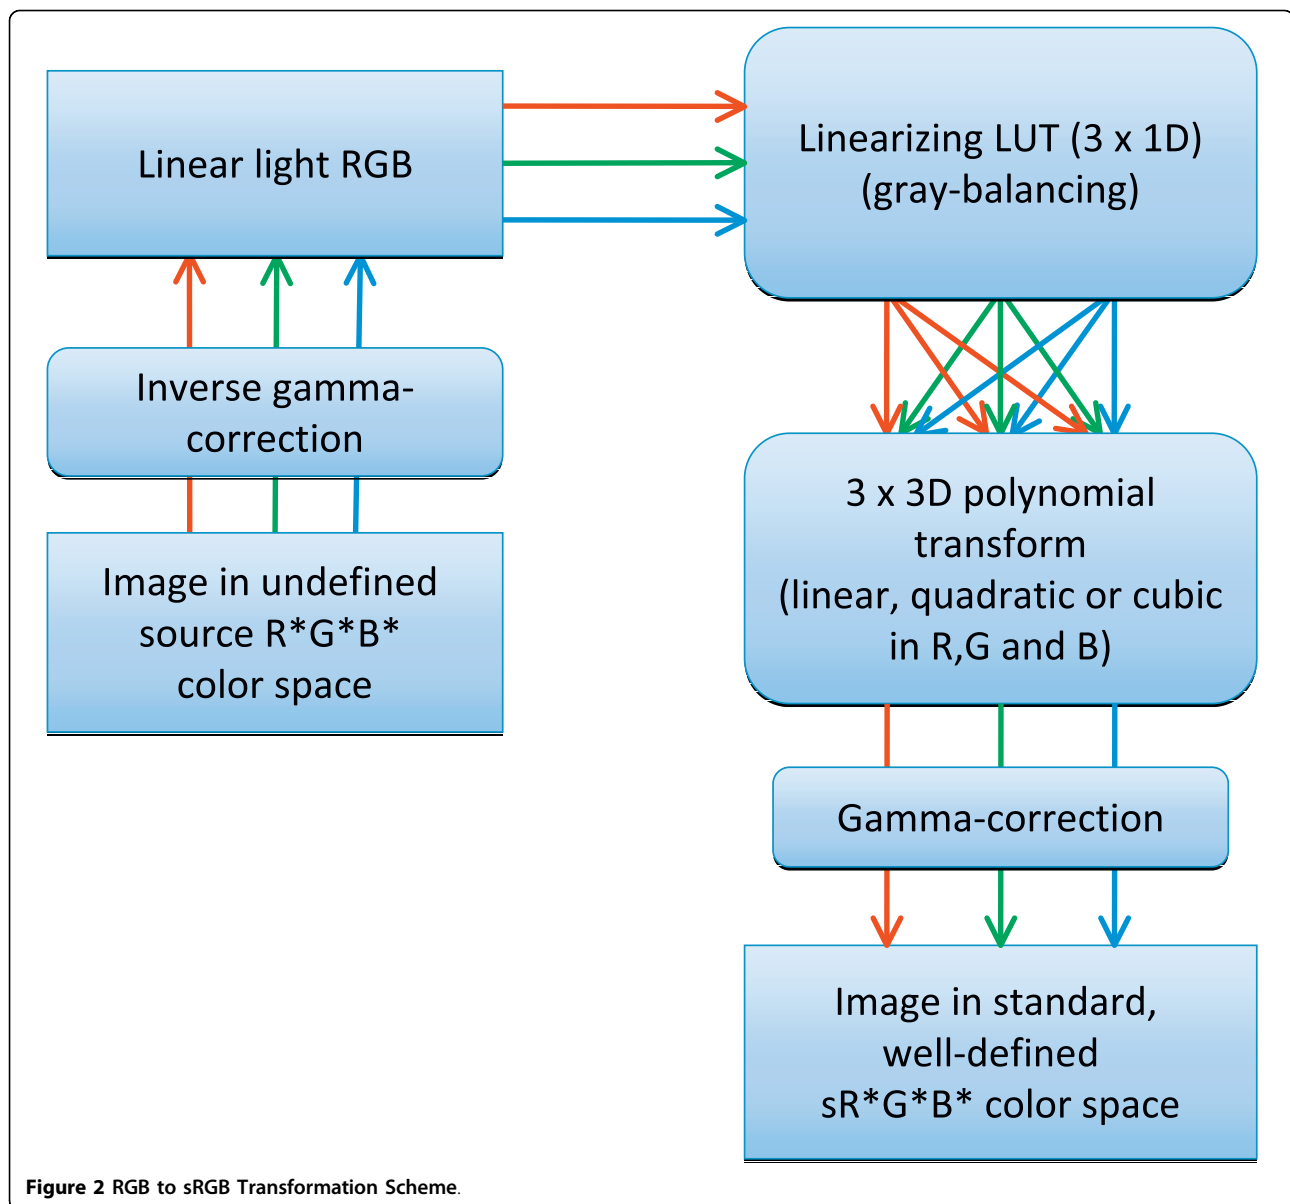 Linear light RGB
Linearizing LUT (3 x 1D)
(gray-balancing)
Inverse gamma-
correction
Image in undefined
source R*G*B*
color space
3 x 3D polynomial
transform
(linear, quadratic or cubic
in R,G and B)
Gamma-correction
Image in standard,
well-defined
sR*G*B* color space
Figure 2 RGB to sRGB Transformation Scheme.